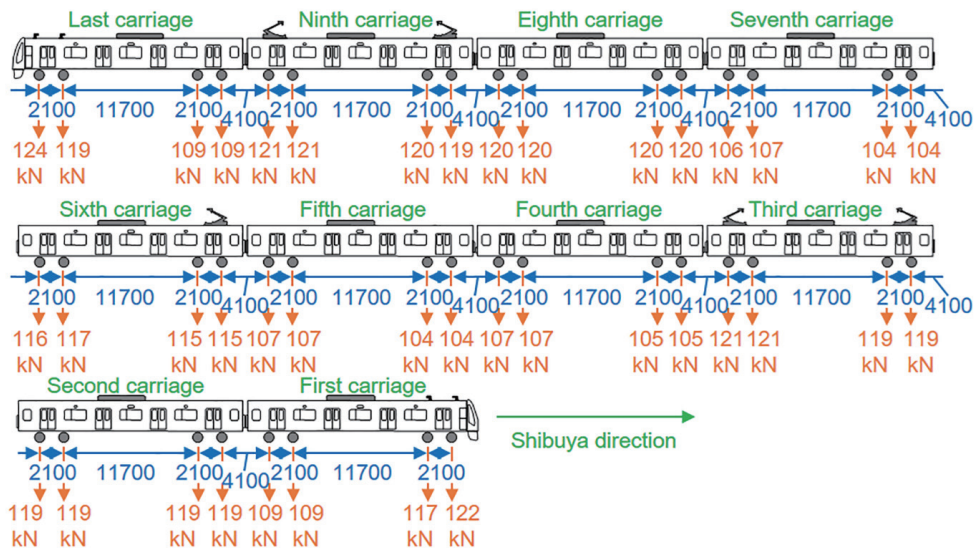 Last carriage Ninth carriage Eighth carriage Seventh carriage
2100 11700 2100 4100 2100 11700 2100 4100 2100 11700 2100 4100 2100 11700 2100 4100
124 119 109 109 121 121 120 119 120 120 120 120 106 107 104 104
kN kN kN kN kN kN kN kN kN kN kN kN kN kN kN kN
Sixth carriage Fifth carriage Fourth carriage Third carriage
2100 11700 2100 4100 2100 11700 2100 4100 2100 11700 2100 4100 2100 11700 2100 4100
116 117 115 115 107 107 104 104 107 107 105 105 121 121 119 119
kN kN kN kN kN kN kN kN kN kN kN kN kN kN kN kN
Second carriage First carriage
Shibuya direction
2100 11700 2100 4100 2100 11700 2100
119 119 119 119 109 109 117 122
kN kN kN kN kN kN kN kN